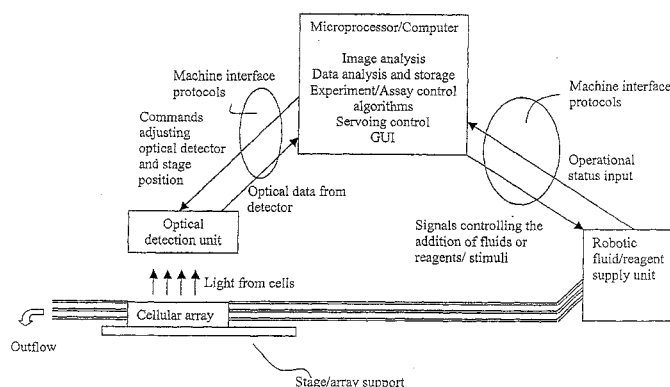 Microprocessor/Computer
Image analysis
Data analysis and storage
Experiment/Assay control
algorithms
Servoing control
GUI
Machine interface
protocols
Commands
adjusting
optical detector
and stage
position
Optical data from
detector
Machine interface
protocols
Operational
status input
Signals controlling the
addition of fluids or
reagents/ stimuli
Optical
detection unit
Robotic
fluid/reagent
supply unit
Light from cells
Cellular array
Outflow
Stage/array support